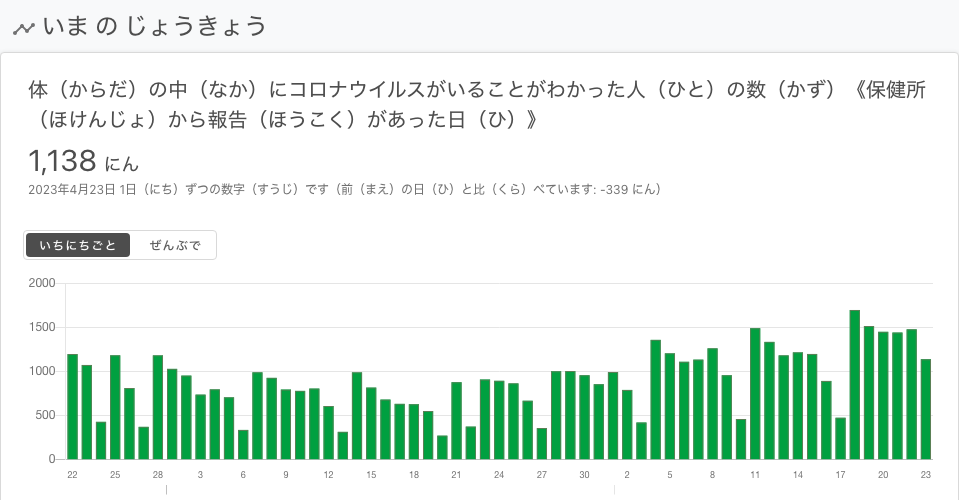 いま の じょうきょう
体（からだ）の中（なか）にコロナウイルスがいることがわかった人（ひと）の数（かず）《保健所
（ほけんじょ）から報告（ほうこく）があった日（ひ）》
1,138 にん
2023年4月23日 1日（にち）ずつの数字（すうじ）です（前（まえ）の日（ひ）と比（くら）べています: -339 にん）
いちにちごと ぜんぶで
2000
1500
1000
500
0
22 25 28 3 6 9 12 15 18 21 24 27 30 2 5 8 11 14 17 20 23